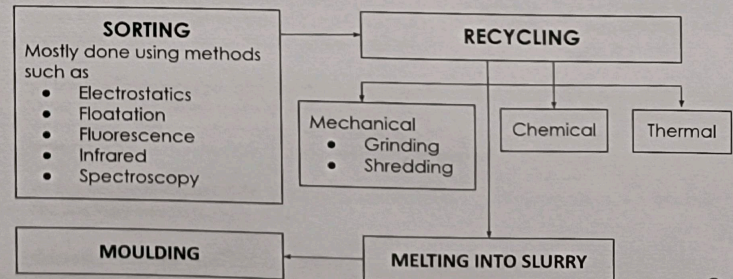 SORTING
Mostly done using methods
such as
• Electrostatics
• Floatation
• Fluorescence
• Infrared
• Spectroscopy
RECYCLING
Mechanical
• Grinding
• Shredding
Chemical
Thermal
MOULDING
MELTING INTO SLURRY